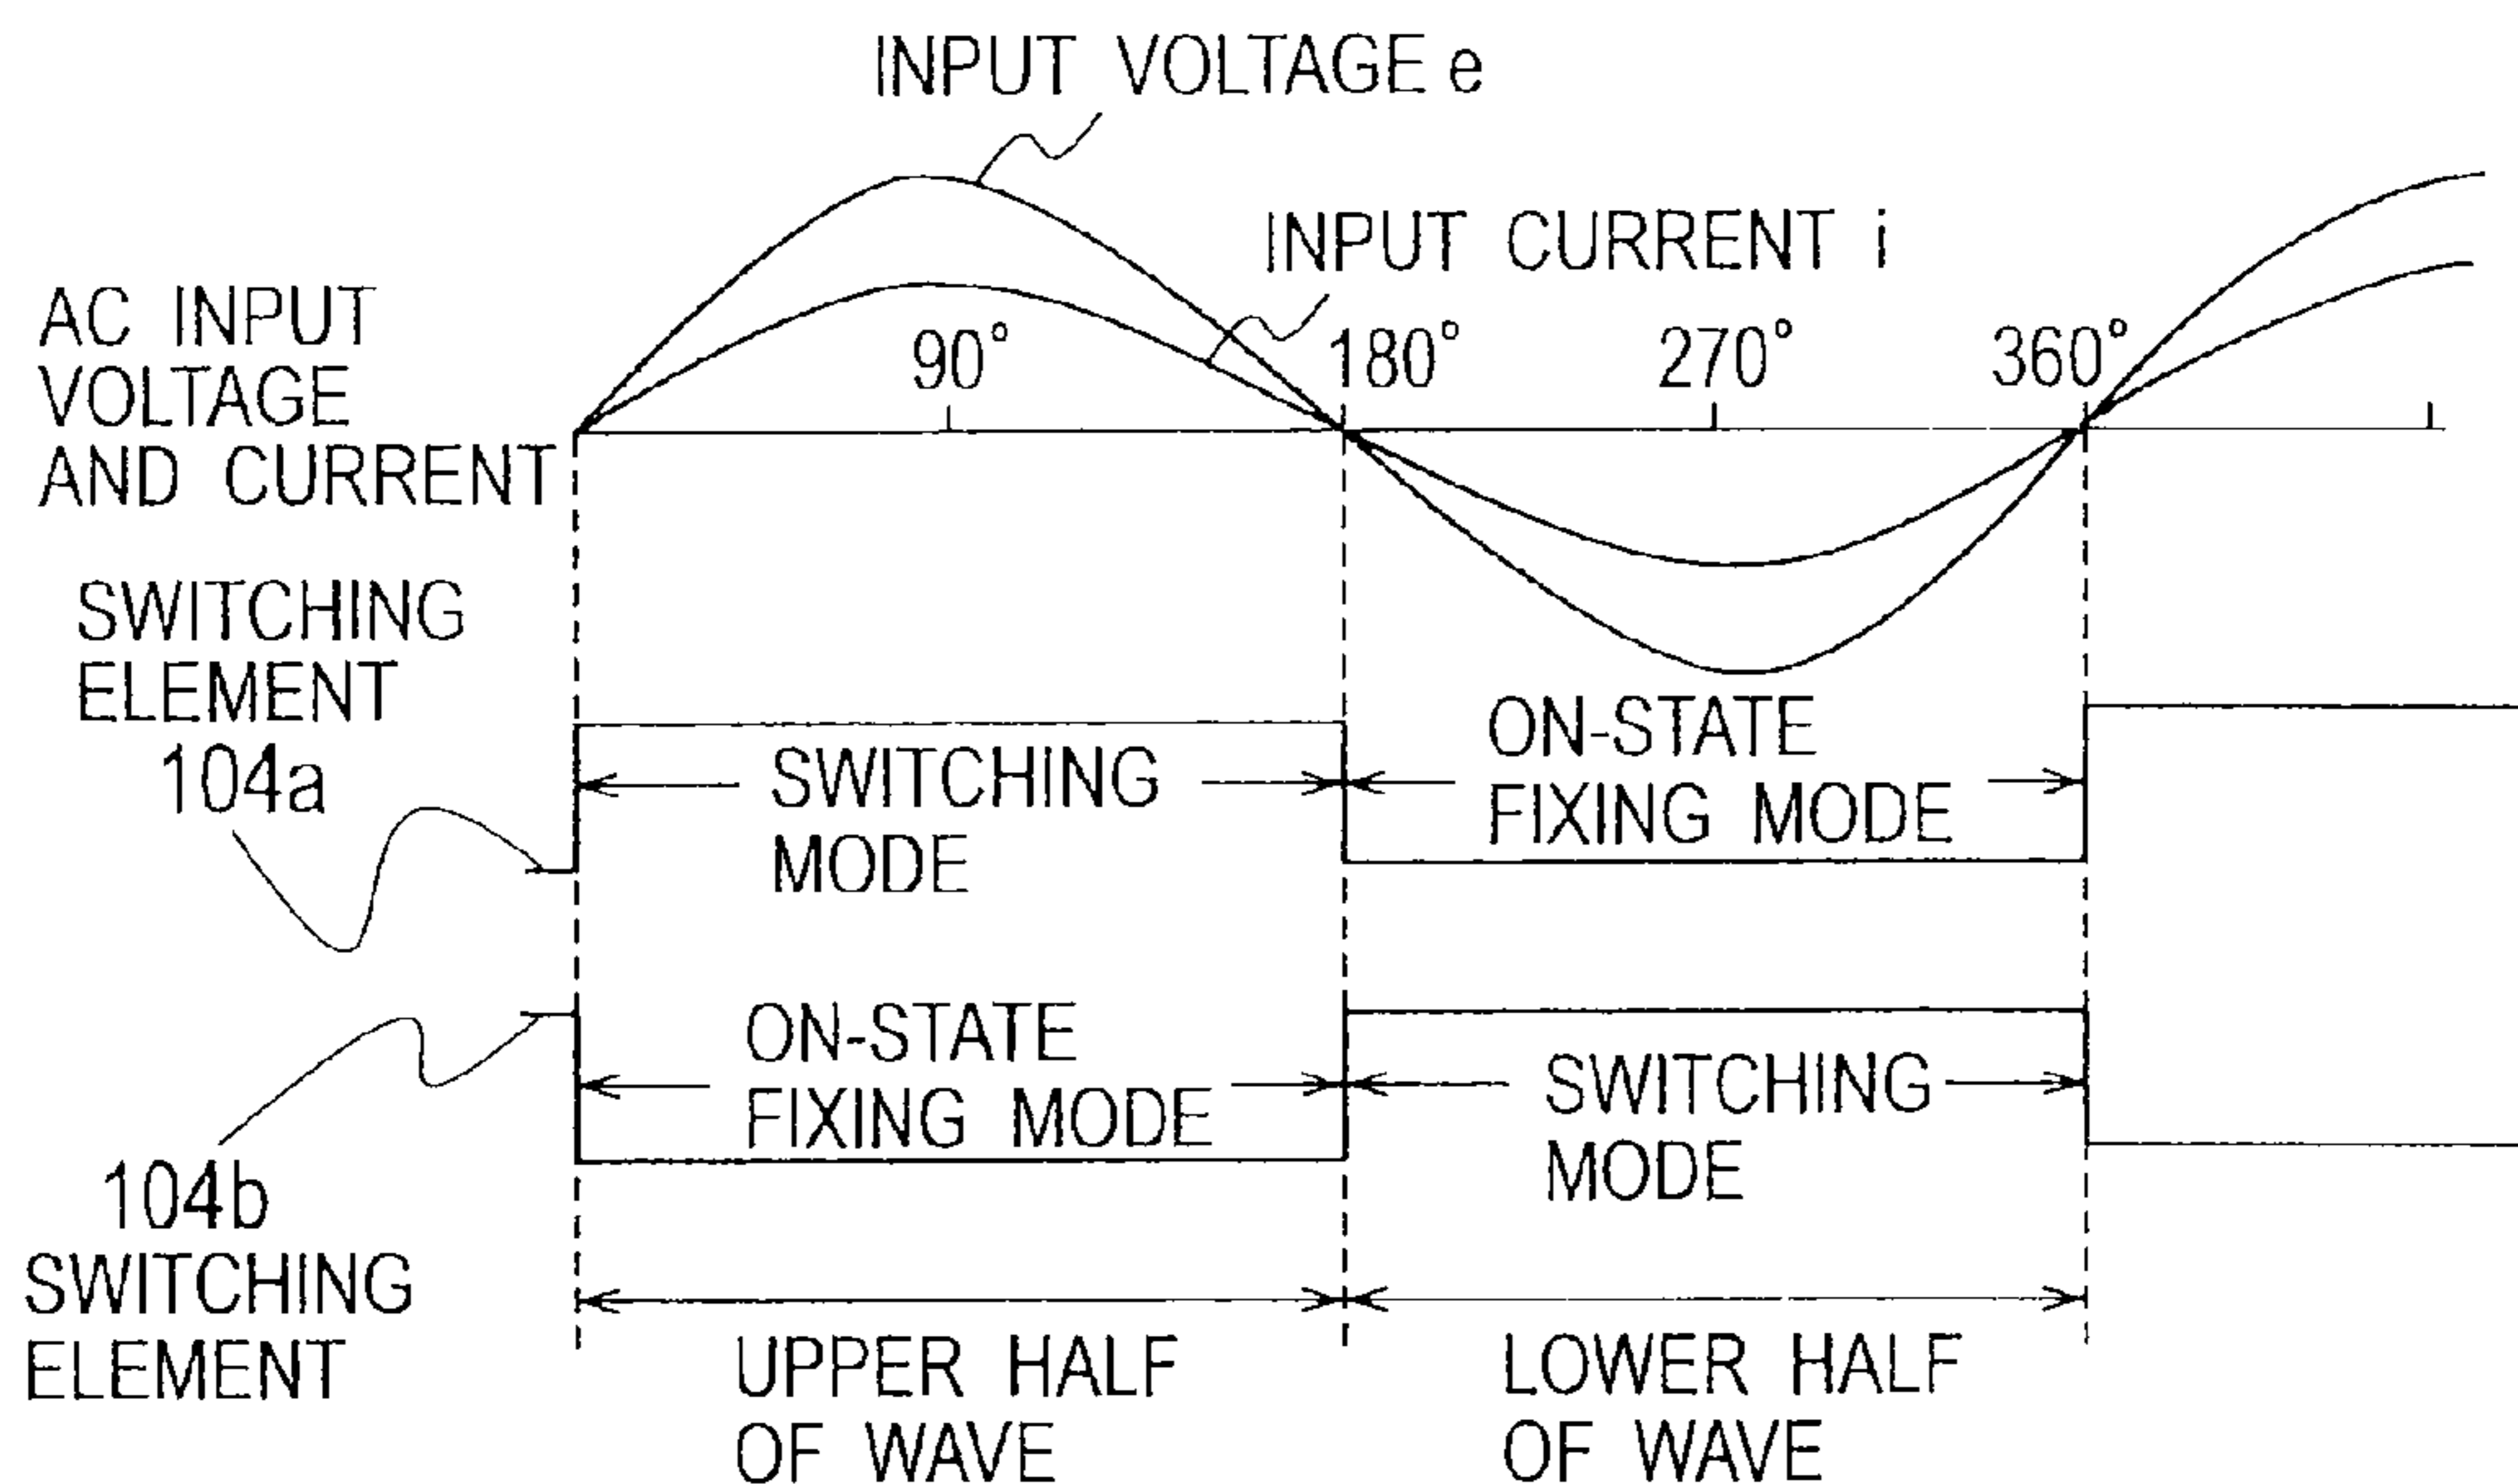 INPUT VOLTAGE e
INPUT CURRENT i
AC INPUT
VOLTAGE
AND CURRENT
90°
180°
270°
360°
SWITCHING
ELEMENT
104a
SWITCHING
MODE
ON-STATE
FIXING MODE
ON-STATE
FIXING MODE
SWITCHING
MODE
104b
SWITCHING
ELEMENT
UPPER HALF
OF WAVE
LOWER HALF
OF WAVE